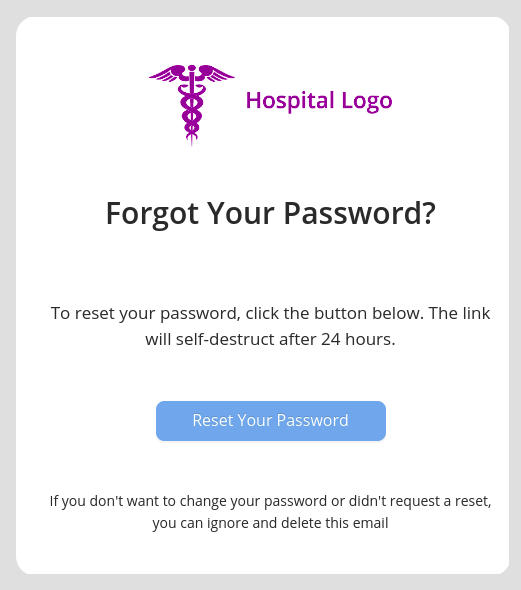 Hospital Logo
Forgot Your Password?
To reset your password, click the button below. The link
will self-destruct after 24 hours.
Reset Your Password
If you don't want to change your password or didn't request a reset,
you can ignore and delete this email